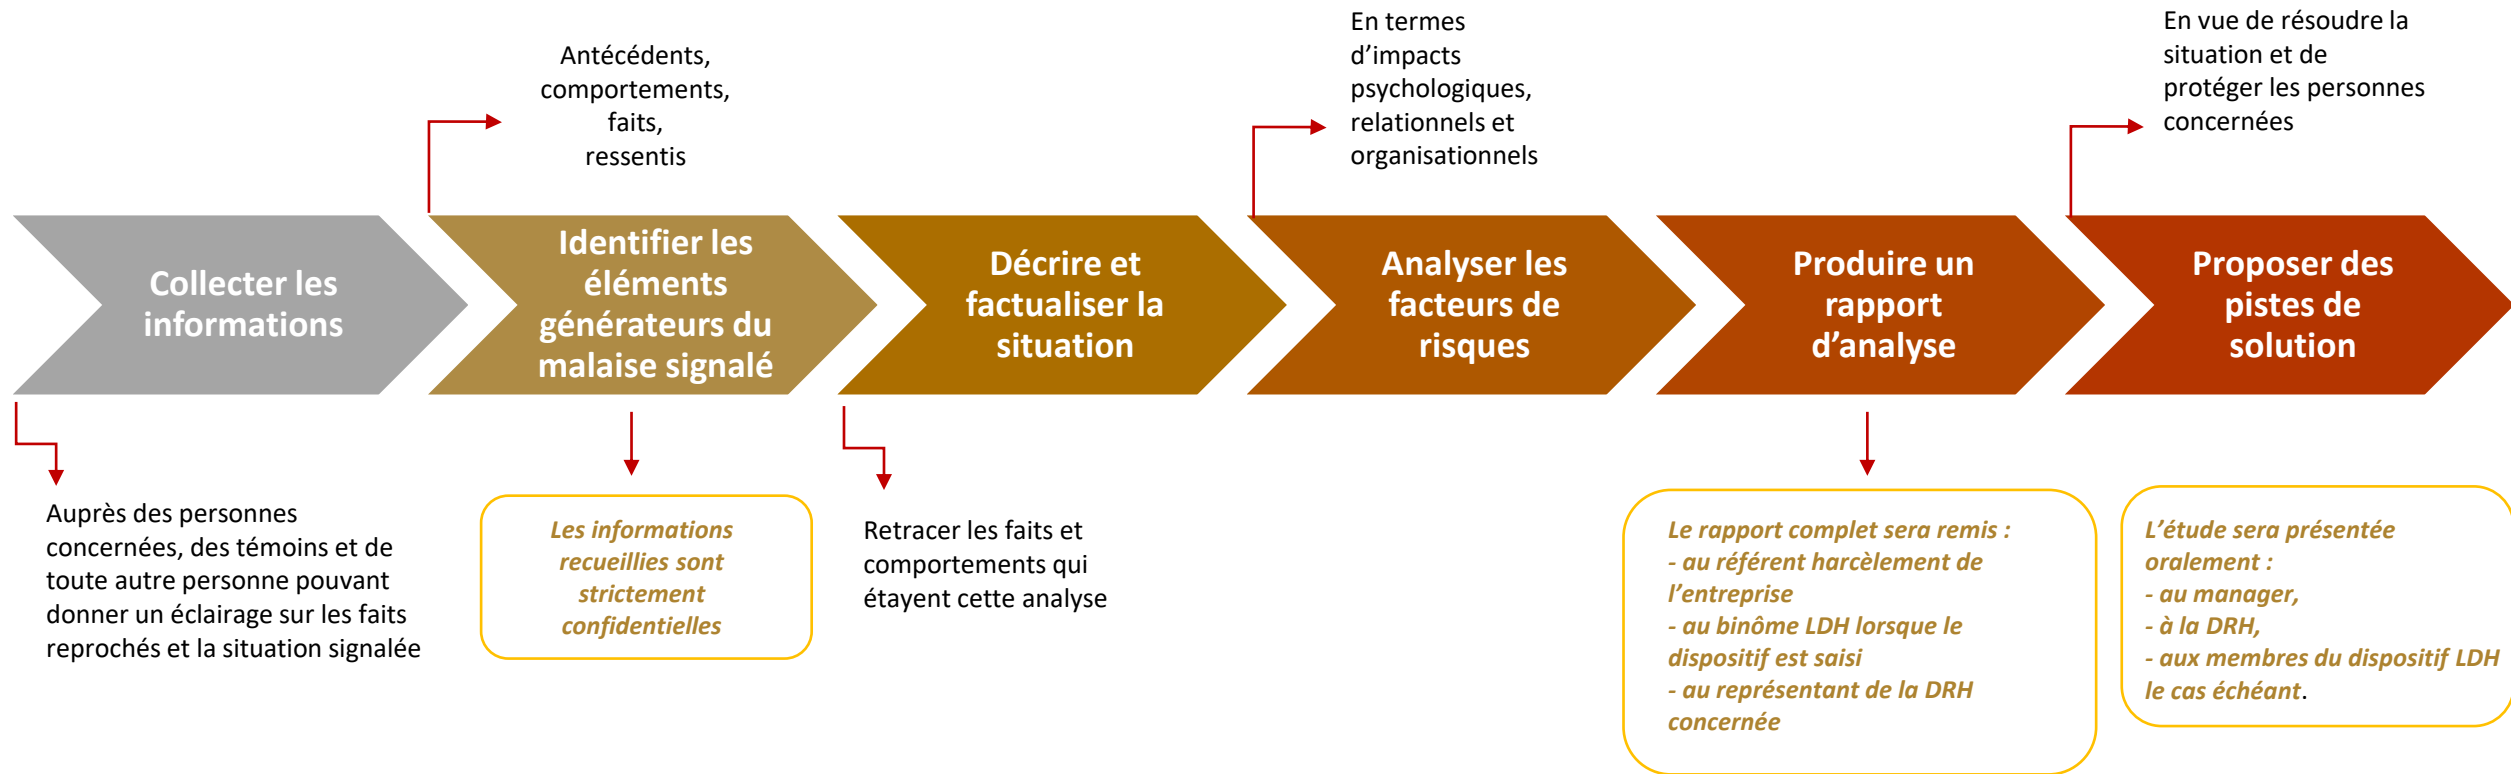 Antécédents,
comportements,
faits,
ressentis
En termes
d’impacts
psychologiques,
relationnels et
organisationnels
En vue de résoudre la
situation et de
protéger les personnes
concernées
Collecter les
informations
Identifier les
éléments
générateurs du
malaise signalé
Décrire et
factualiser la
situation
Analyser les
facteurs de
risques
Produire un
rapport
d’analyse
Proposer des
pistes de
solution
Auprès des personnes
concernées, des témoins et de
toute autre personne pouvant
donner un éclairage sur les faits
reprochés et la situation signalée
Les informations
recueillies sont
strictement
confidentielles
Retracer les faits et
comportements qui
étayent cette analyse
Le rapport complet sera remis :
- au référent harcèlement de
l’entreprise
- au binôme LDH lorsque le
dispositif est saisi
- au représentant de la DRH
concernée
L’étude sera présentée
oralement :
- au manager,
- à la DRH,
- aux membres du dispositif LDH
le cas échéant.